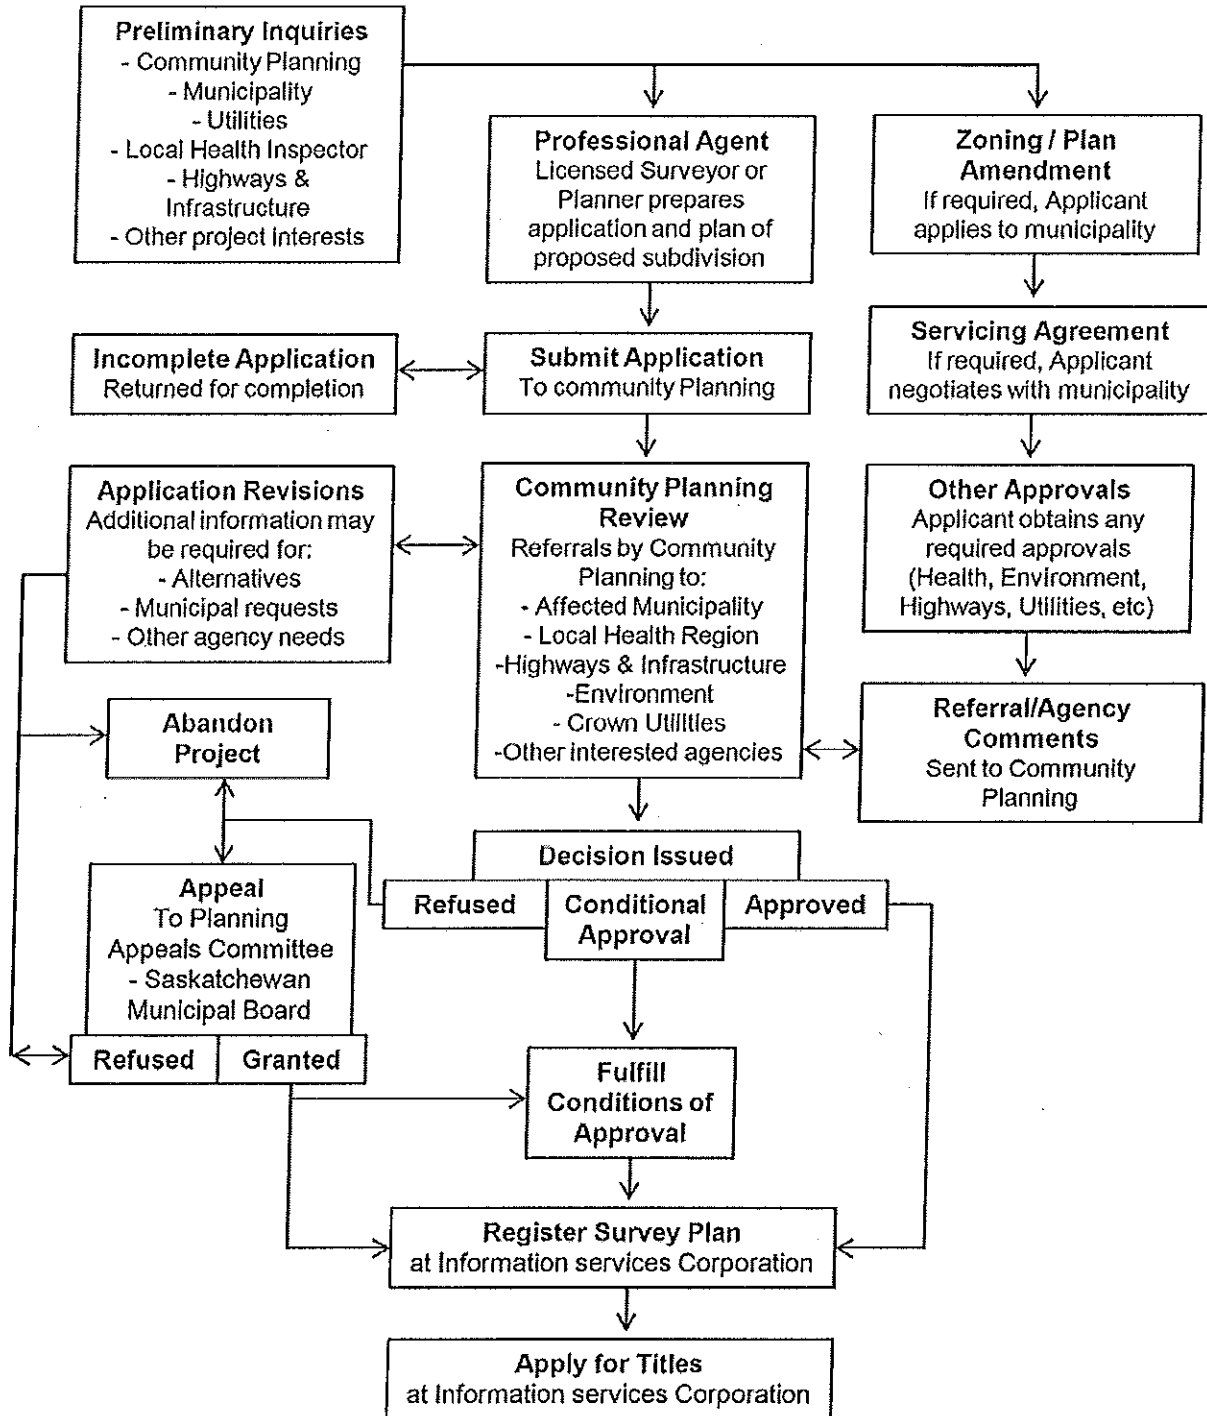 Preliminary Inquiries
- Community Planning
- Municipality
- Utilities
- Local Health Inspector
- Highways &
Infrastructure
- Other project interests
Professional Agent
Licensed Surveyor or
Planner prepares
application and plan of
proposed subdivision
Zoning / Plan
Amendment
If required, Applicant
applies to municipality
Incomplete Application
Returned for completion
Submit Application
To community Planning
Servicing Agreement
If required, Applicant
negotiates with municipality
Application Revisions
Additional information may
be required for:
- Alternatives
- Municipal requests
- Other agency needs
Community Planning
Review
Referrals by Community
Planning to:
- Affected Municipality
- Local Health Region
-Highways & Infrastructure
-Environment
- Crown Utilities
-Other interested agencies
Other Approvals
Applicant obtains any
required approvals
(Health, Environment,
Highways, Utilities, etc)
Abandon
Project
Referral/Agency
Comments
Sent to Community
Planning
Decision Issued
Refused
Conditional
Approval
Approved
Appeal
To Planning
Appeals Committee
- Saskatchewan
Municipal Board
Refused
Granted
Fulfill
Conditions of
Approval
Register Survey Plan
at Information services Corporation
Apply for Titles
at Information services Corporation